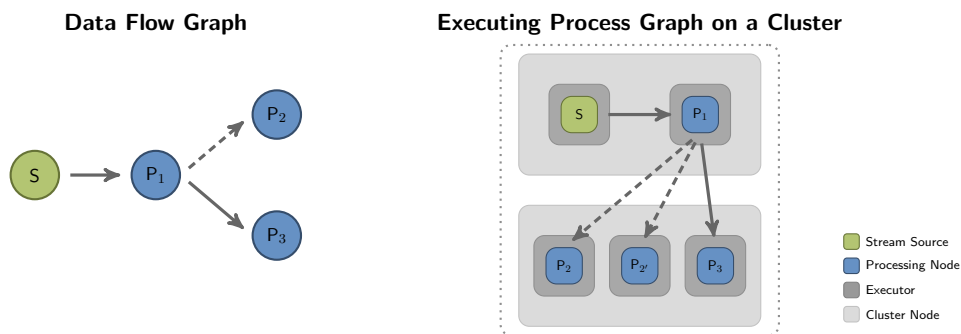 Data Flow Graph
Executing Process Graph on a Cluster
S
P₁
P₂
P₃
S
P₁
P₂
P₂′
P₃
Stream Source
Processing Node
Executor
Cluster Node